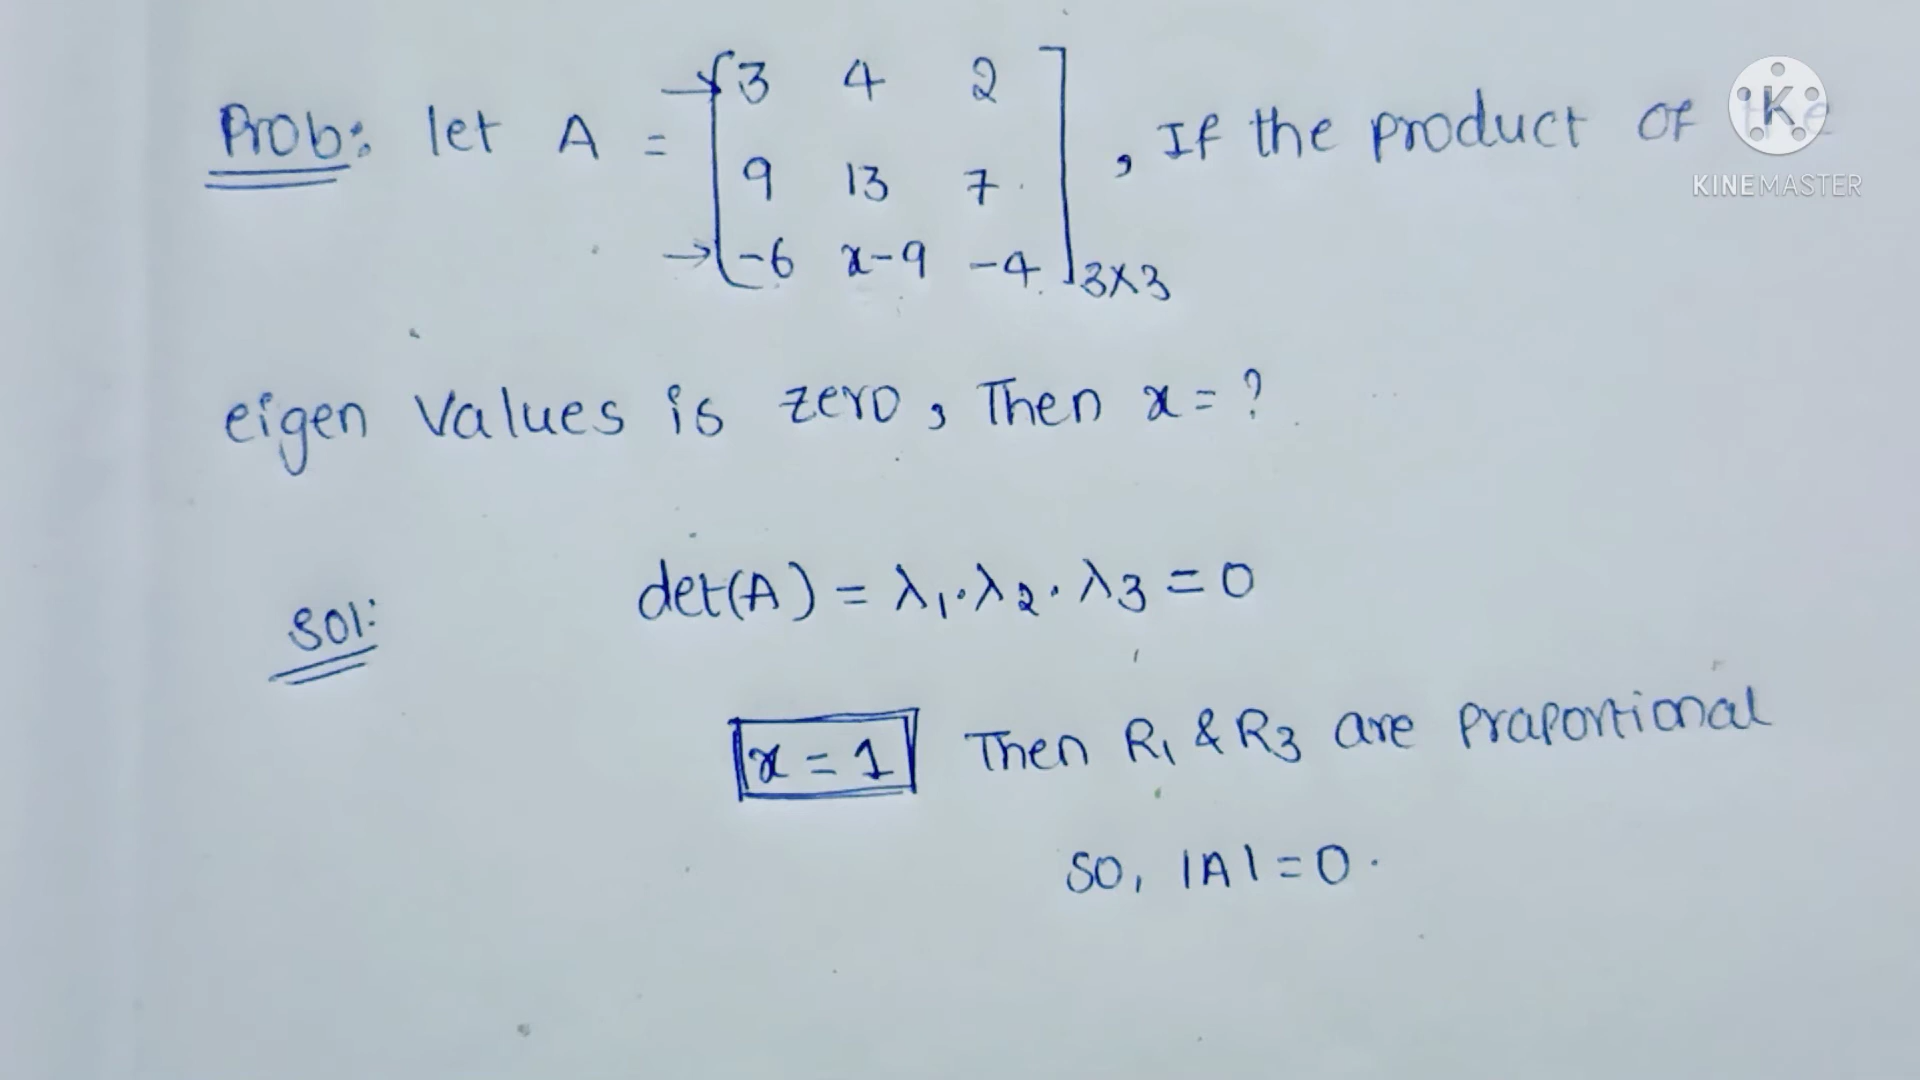 Prob: let A = [3 4 2
9 13 7
-6 x-9 -4]3x3, If the product of the
K
KINEMASTER
eigen values is zero, Then x = ?
Sol: det(A) = λ1.λ2.λ3 = 0
x = 1 Then R1 & R3 are praportional
So, |A| = 0.